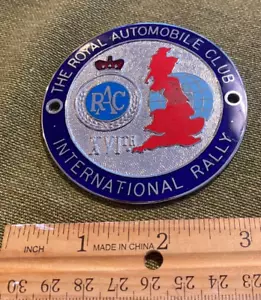 THE ROYAL AUTOMOBILE CLUB
RAC
XVITH
INTERNATIONAL RALLY
INCH 1 MADE IN CHINA 2 3
30 29 28 27 26 25 24 23